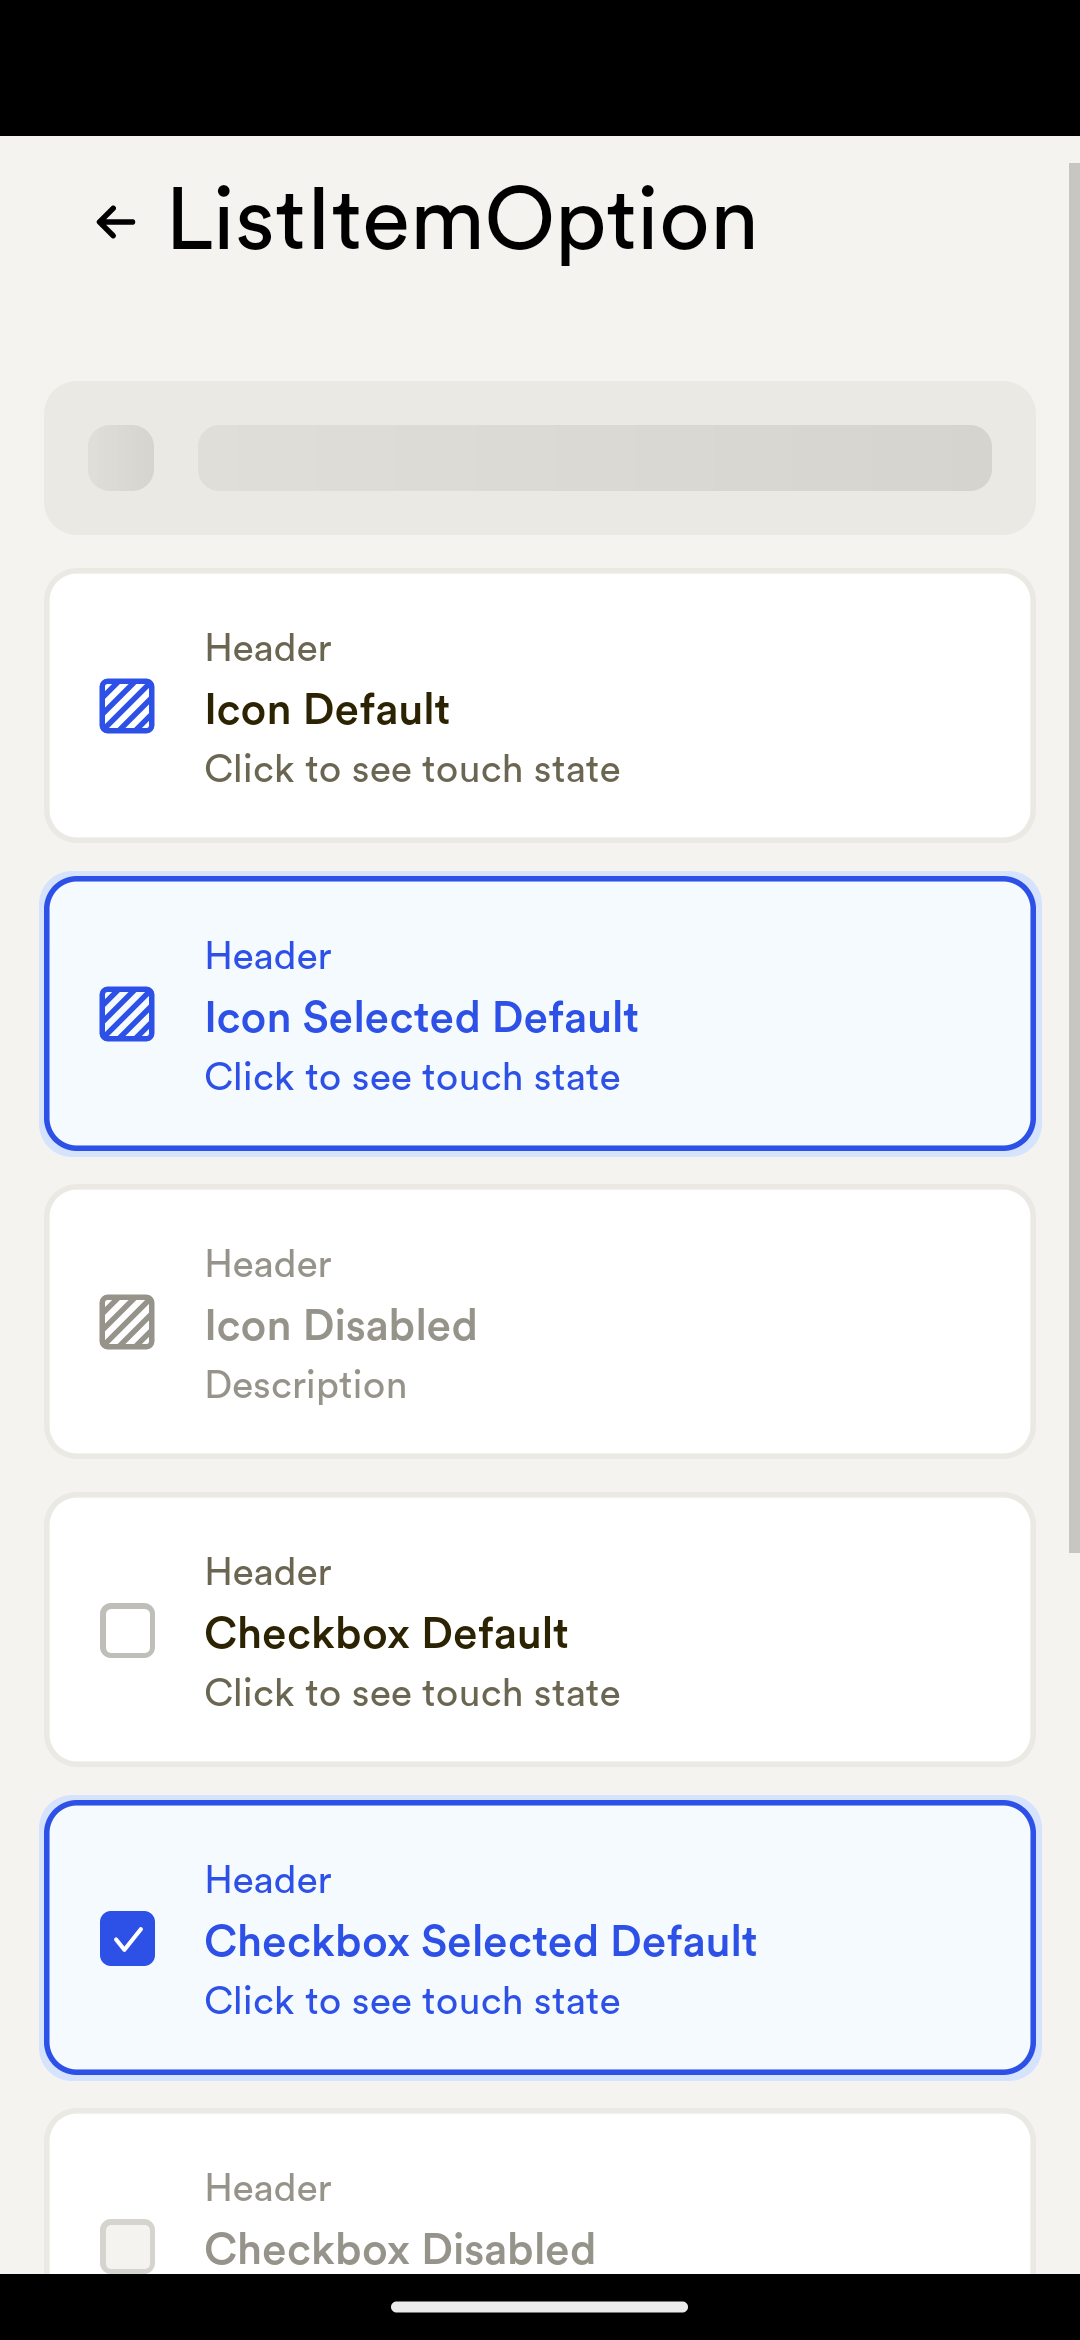 ListItemOption
Header
Icon Default
Click to see touch state
Header
Icon Selected Default
Click to see touch state
Header
Icon Disabled
Description
Header
Checkbox Default
Click to see touch state
Header
Checkbox Selected Default
Click to see touch state
Header
Checkbox Disabled